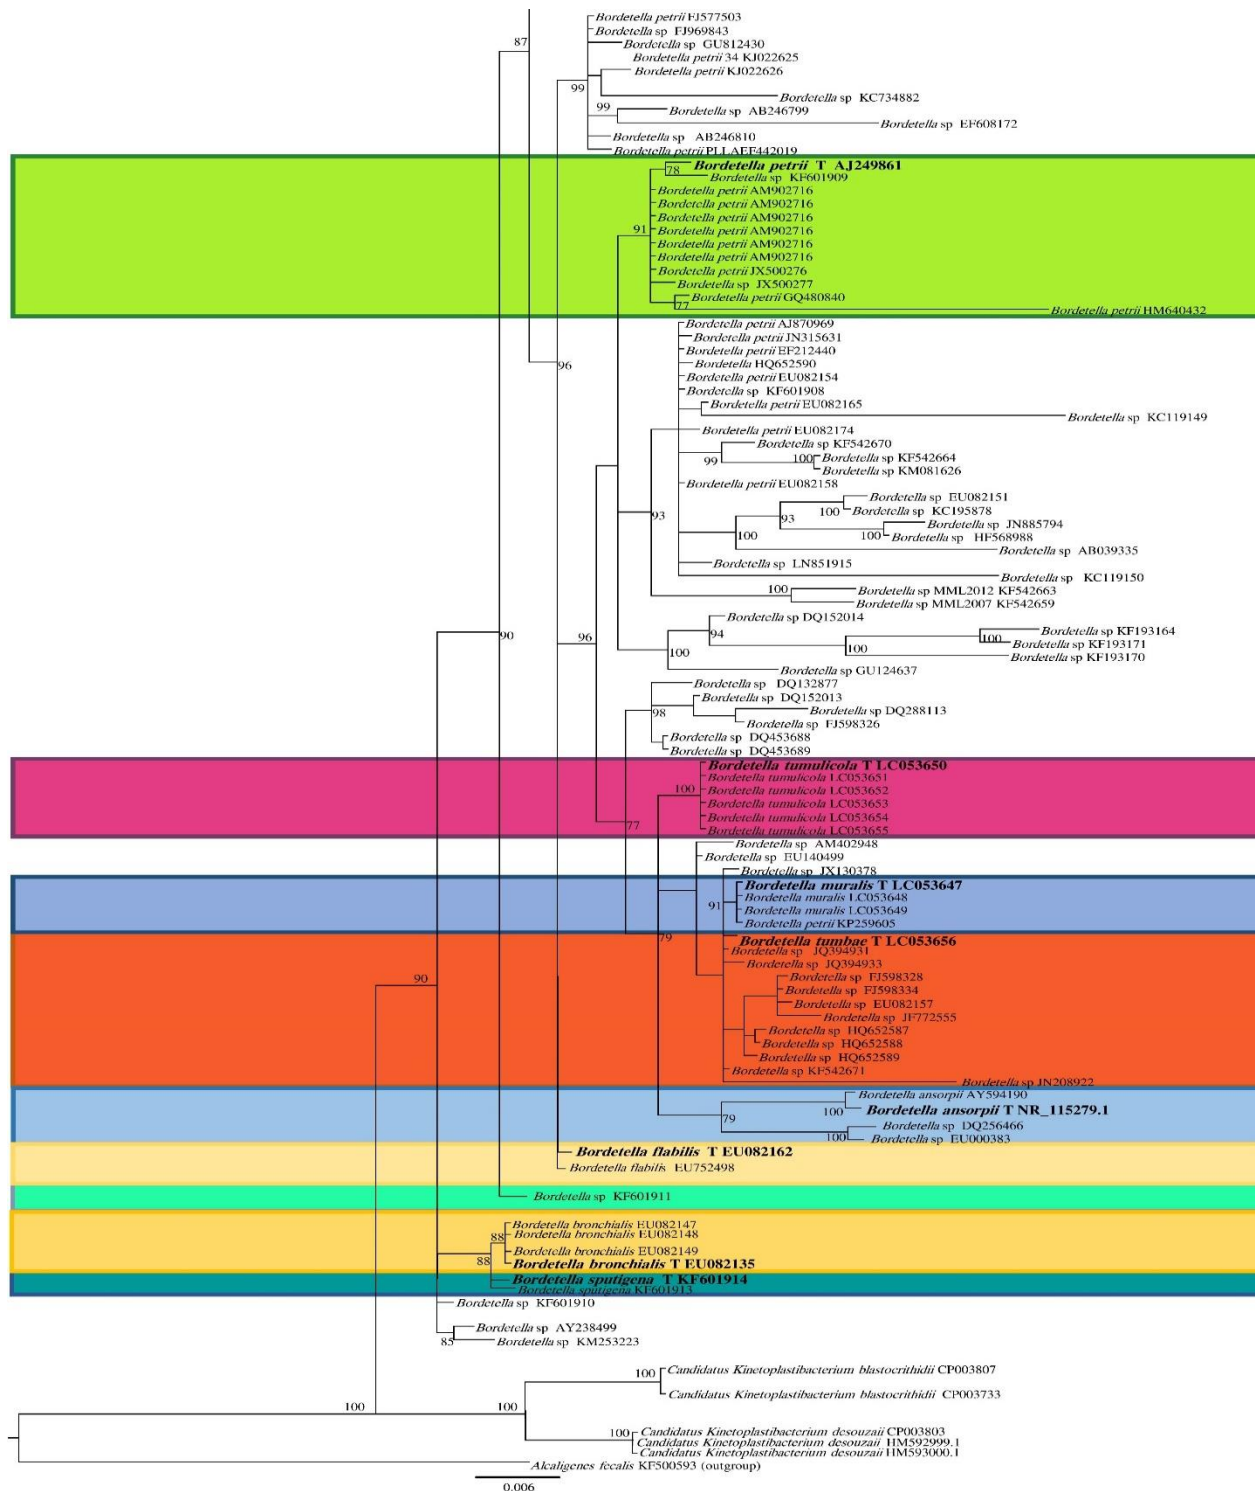 Bordetella petrii FJ577503
87
Bordetella sp FJ969843
Bordetella sp GU812430
Bordetella petrii 34 KJ022625
Bordetella petrii KJ022626
99
Bordetella sp KC734882
99
Bordetella sp AB246799
Bordetella sp EF608172
Bordetella sp AB246810
Bordetella petrii PLLAEF442019
Bordetella petrii T AJ249861
78
Bordetella sp KF601909
Bordetella petrii AM902716
Bordetella petrii AM902716
Bordetella petrii AM902716
91
Bordetella petrii AM902716
Bordetella petrii AM902716
Bordetella petrii AM902716
Bordetella petrii JX500276
Bordetella sp JX500277
Bordetella petrii GQ480840
77
Bordetella petrii HM640432
Bordetella petrii AJ870969
Bordetella petrii JN315631
Bordetella petrii EF212440
96
Bordetella HQ652590
Bordetella petrii EU082154
Bordetella sp KF601908
Bordetella petrii EU082165
Bordetella sp KC119149
Bordetella petrii EU082174
Bordetella sp KF542670
99
100
Bordetella sp KF542664
Bordetella sp KM081626
Bordetella petrii EU082158
Bordetella sp EU082151
100
Bordetella sp KC195878
93
93
Bordetella sp JN885794
100
100
Bordetella sp HF568988
Bordetella sp AB039335
Bordetella sp LN851915
Bordetella sp KC119150
100
Bordetella sp MML2012 KF542663
Bordetella sp MML2007 KF542659
Bordetella sp DQ152014
90
96
94
Bordetella sp KF193164
100
Bordetella sp KF193171
100
100
Bordetella sp KF193170
Bordetella sp GU124637
Bordetella sp DQ132877
Bordetella sp DQ152013
98
Bordetella sp DQ288113
Bordetella sp FJ598326
Bordetella sp DQ453688
Bordetella sp DQ453689
Bordetella tumulicola T LC053650
Bordetella tumulicola LC053651
100
Bordetella tumulicola LC053652
Bordetella tumulicola LC053653
Bordetella tumulicola LC053654
77
Bordetella tumulicola LC053655
Bordetella sp AM402948
Bordetella sp EU140499
Bordetella sp JX130378
Bordetella muralis T LC053647
Bordetella muralis LC053648
91
Bordetella muralis LC053649
Bordetella petrii KP259605
79
Bordetella tumbae T LC053656
Bordetella sp JQ394931
Bordetella sp JQ394933
90
Bordetella sp FJ598328
Bordetella sp FJ598334
Bordetella sp EU082157
Bordetella sp JF772555
Bordetella sp HQ652587
Bordetella sp HQ652588
Bordetella sp HQ652589
Bordetella sp KF542671
Bordetella sp JN208922
Bordetella ansorpii AY594190
79
100
Bordetella ansorpii T NR_115279.1
Bordetella sp DQ256466
100
Bordetella sp EU000383
Bordetella flabilis T EU082162
Bordetella flabilis EU752498
Bordetella sp KF601911
Bordetella bronchialis EU082147
88
Bordetella bronchialis EU082148
Bordetella bronchialis EU082149
88
Bordetella bronchialis T EU082135
Bordetella sputigena T KF601914
Bordetella sputigena KF601913
Bordetella sp KF601910
Bordetella sp AY238499
85
Bordetella sp KM253223
100
Candidatus Kinetoplastibacterium blastocrithidii CP003807
Candidatus Kinetoplastibacterium blastocrithidii CP003733
100
100
100
Candidatus Kinetoplastibacterium desouzaii CP003803
Candidatus Kinetoplastibacterium desouzaii HM592999.1
Candidatus Kinetoplastibacterium desouzaii HM593000.1
Alcaligenes fecalis KF500593 (outgroup)
0.006